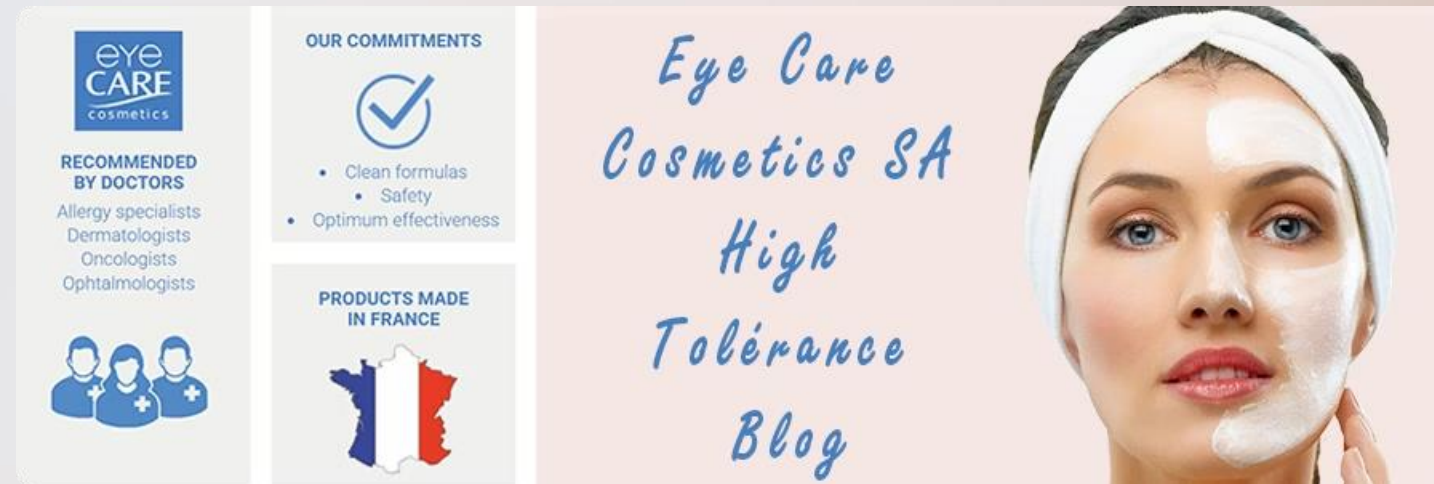 eye
CARE
cosmetics
RECOMMENDED
BY DOCTORS
Allergy specialists
Dermatologists
Oncologists
Ophtalmologists
OUR COMMITMENTS
• Clean formulas
• Safety
• Optimum effectiveness
PRODUCTS MADE
IN FRANCE
Eye Care
Cosmetics SA
High
Tolérance
Blog